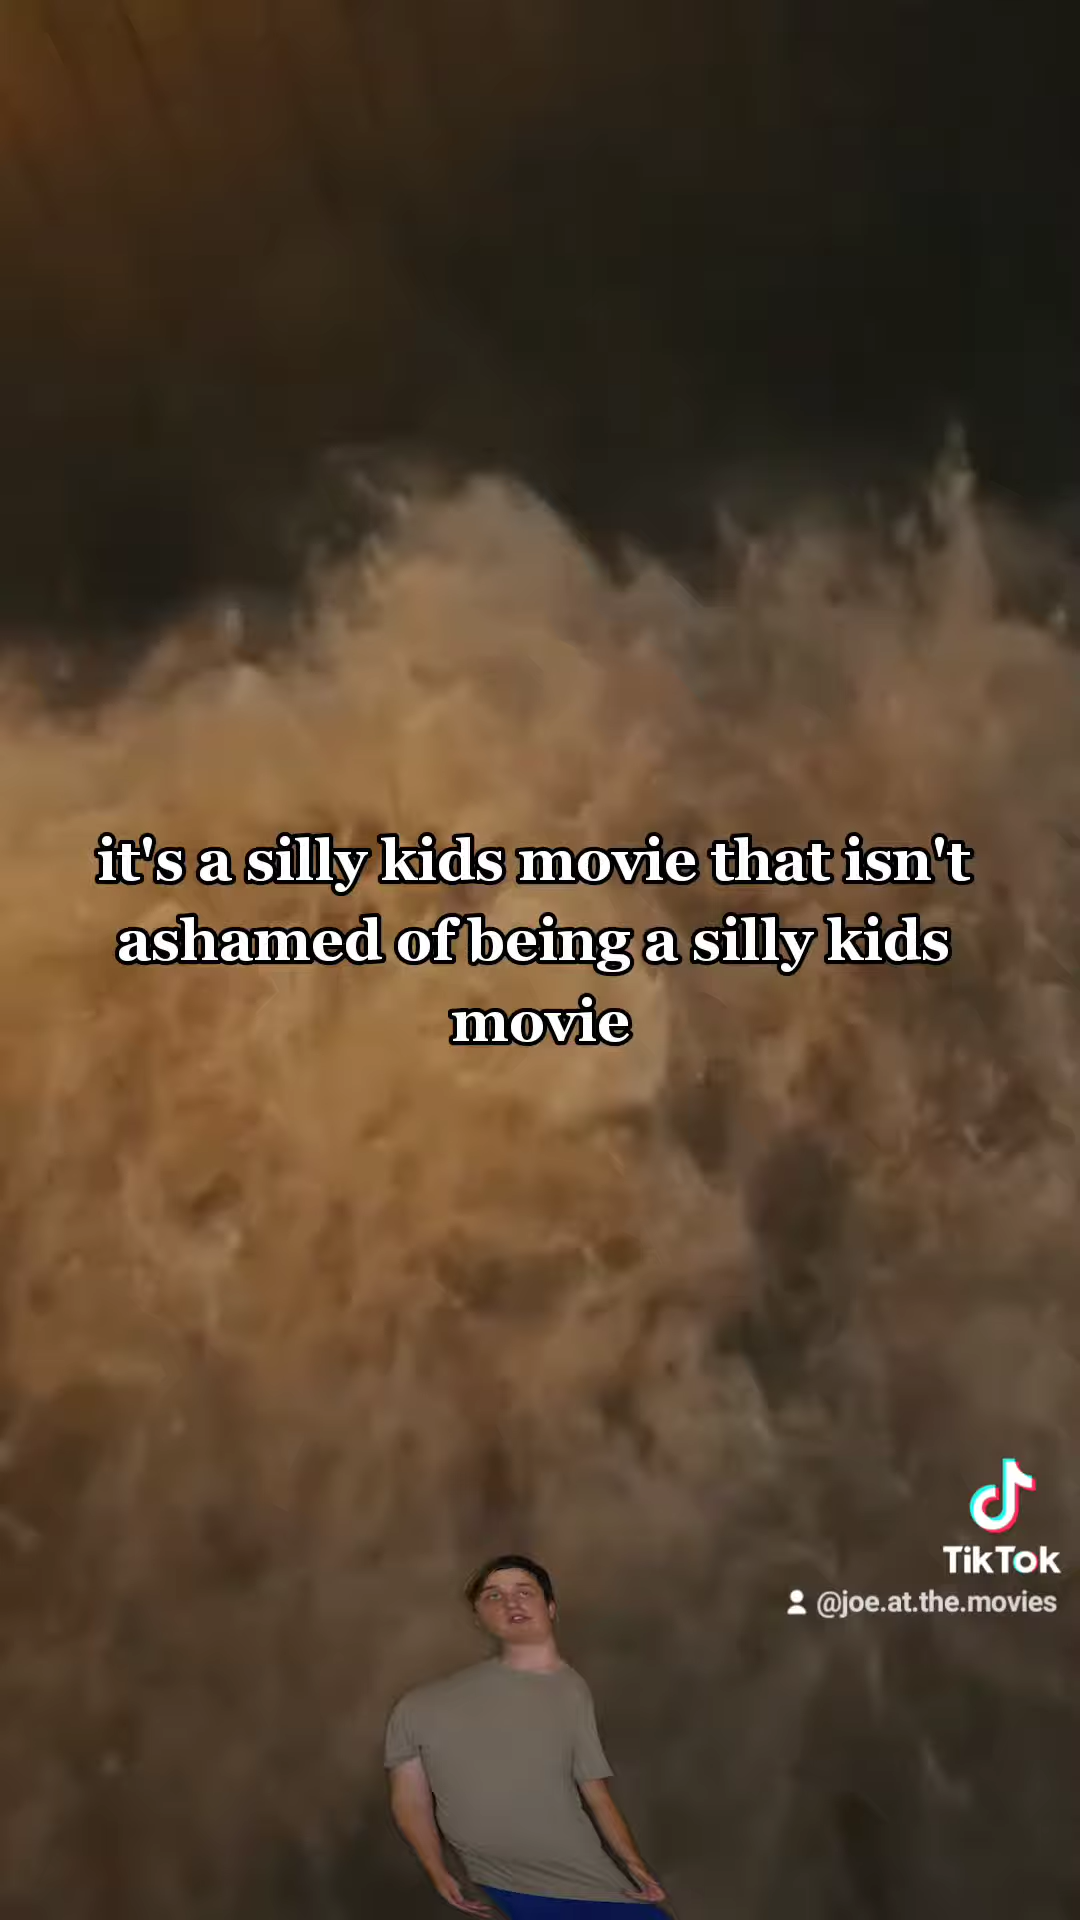 it's a silly kids movie that isn't
ashamed of being a silly kids
movie
TikTok
@joe.at.the.movies